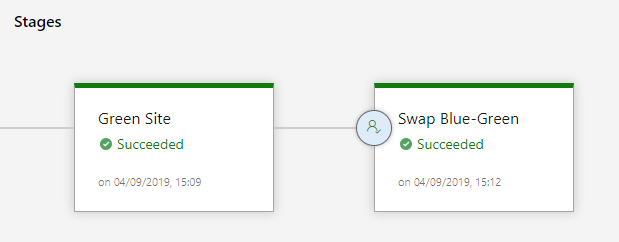 Stages
Green Site
Succeeded
on 04/09/2019, 15:09
Swap Blue-Green
Succeeded
on 04/09/2019, 15:12